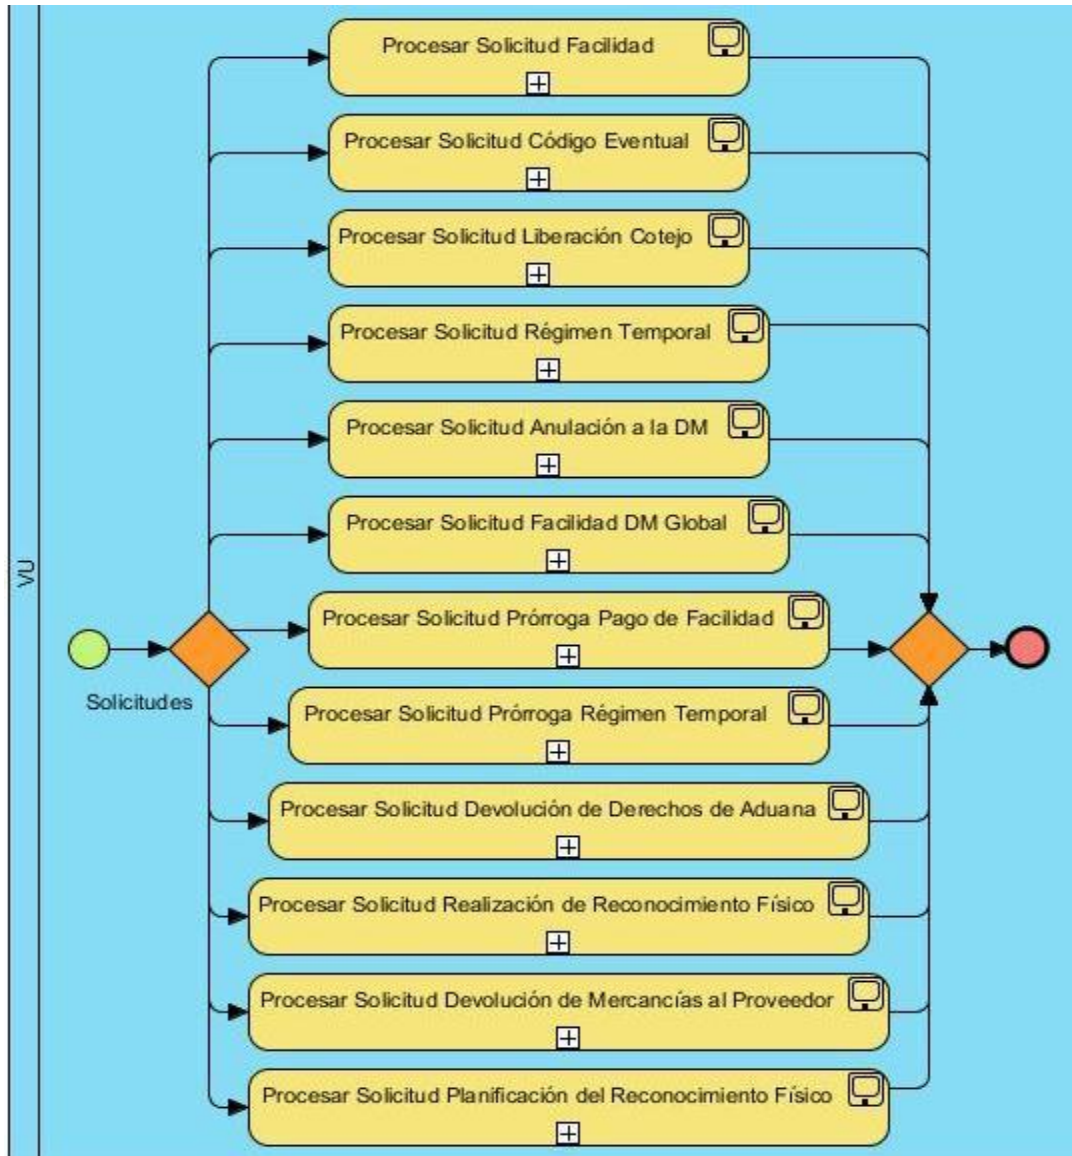 Procesar Solicitud Facilidad
Procesar Solicitud Código Eventual
Procesar Solicitud Liberación Cotejo
Procesar Solicitud Régimen Temporal
Procesar Solicitud Anulación a la DM
Procesar Solicitud Facilidad DM Global
VU
Procesar Solicitud Prórroga Pago de Facilidad
Solicitudes
Procesar Solicitud Prórroga Régimen Temporal
Procesar Solicitud Devolución de Derechos de Aduana
Procesar Solicitud Realización de Reconocimiento Físico
Procesar Solicitud Devolución de Mercancías al Proveedor
Procesar Solicitud Planificación del Reconocimiento Físico